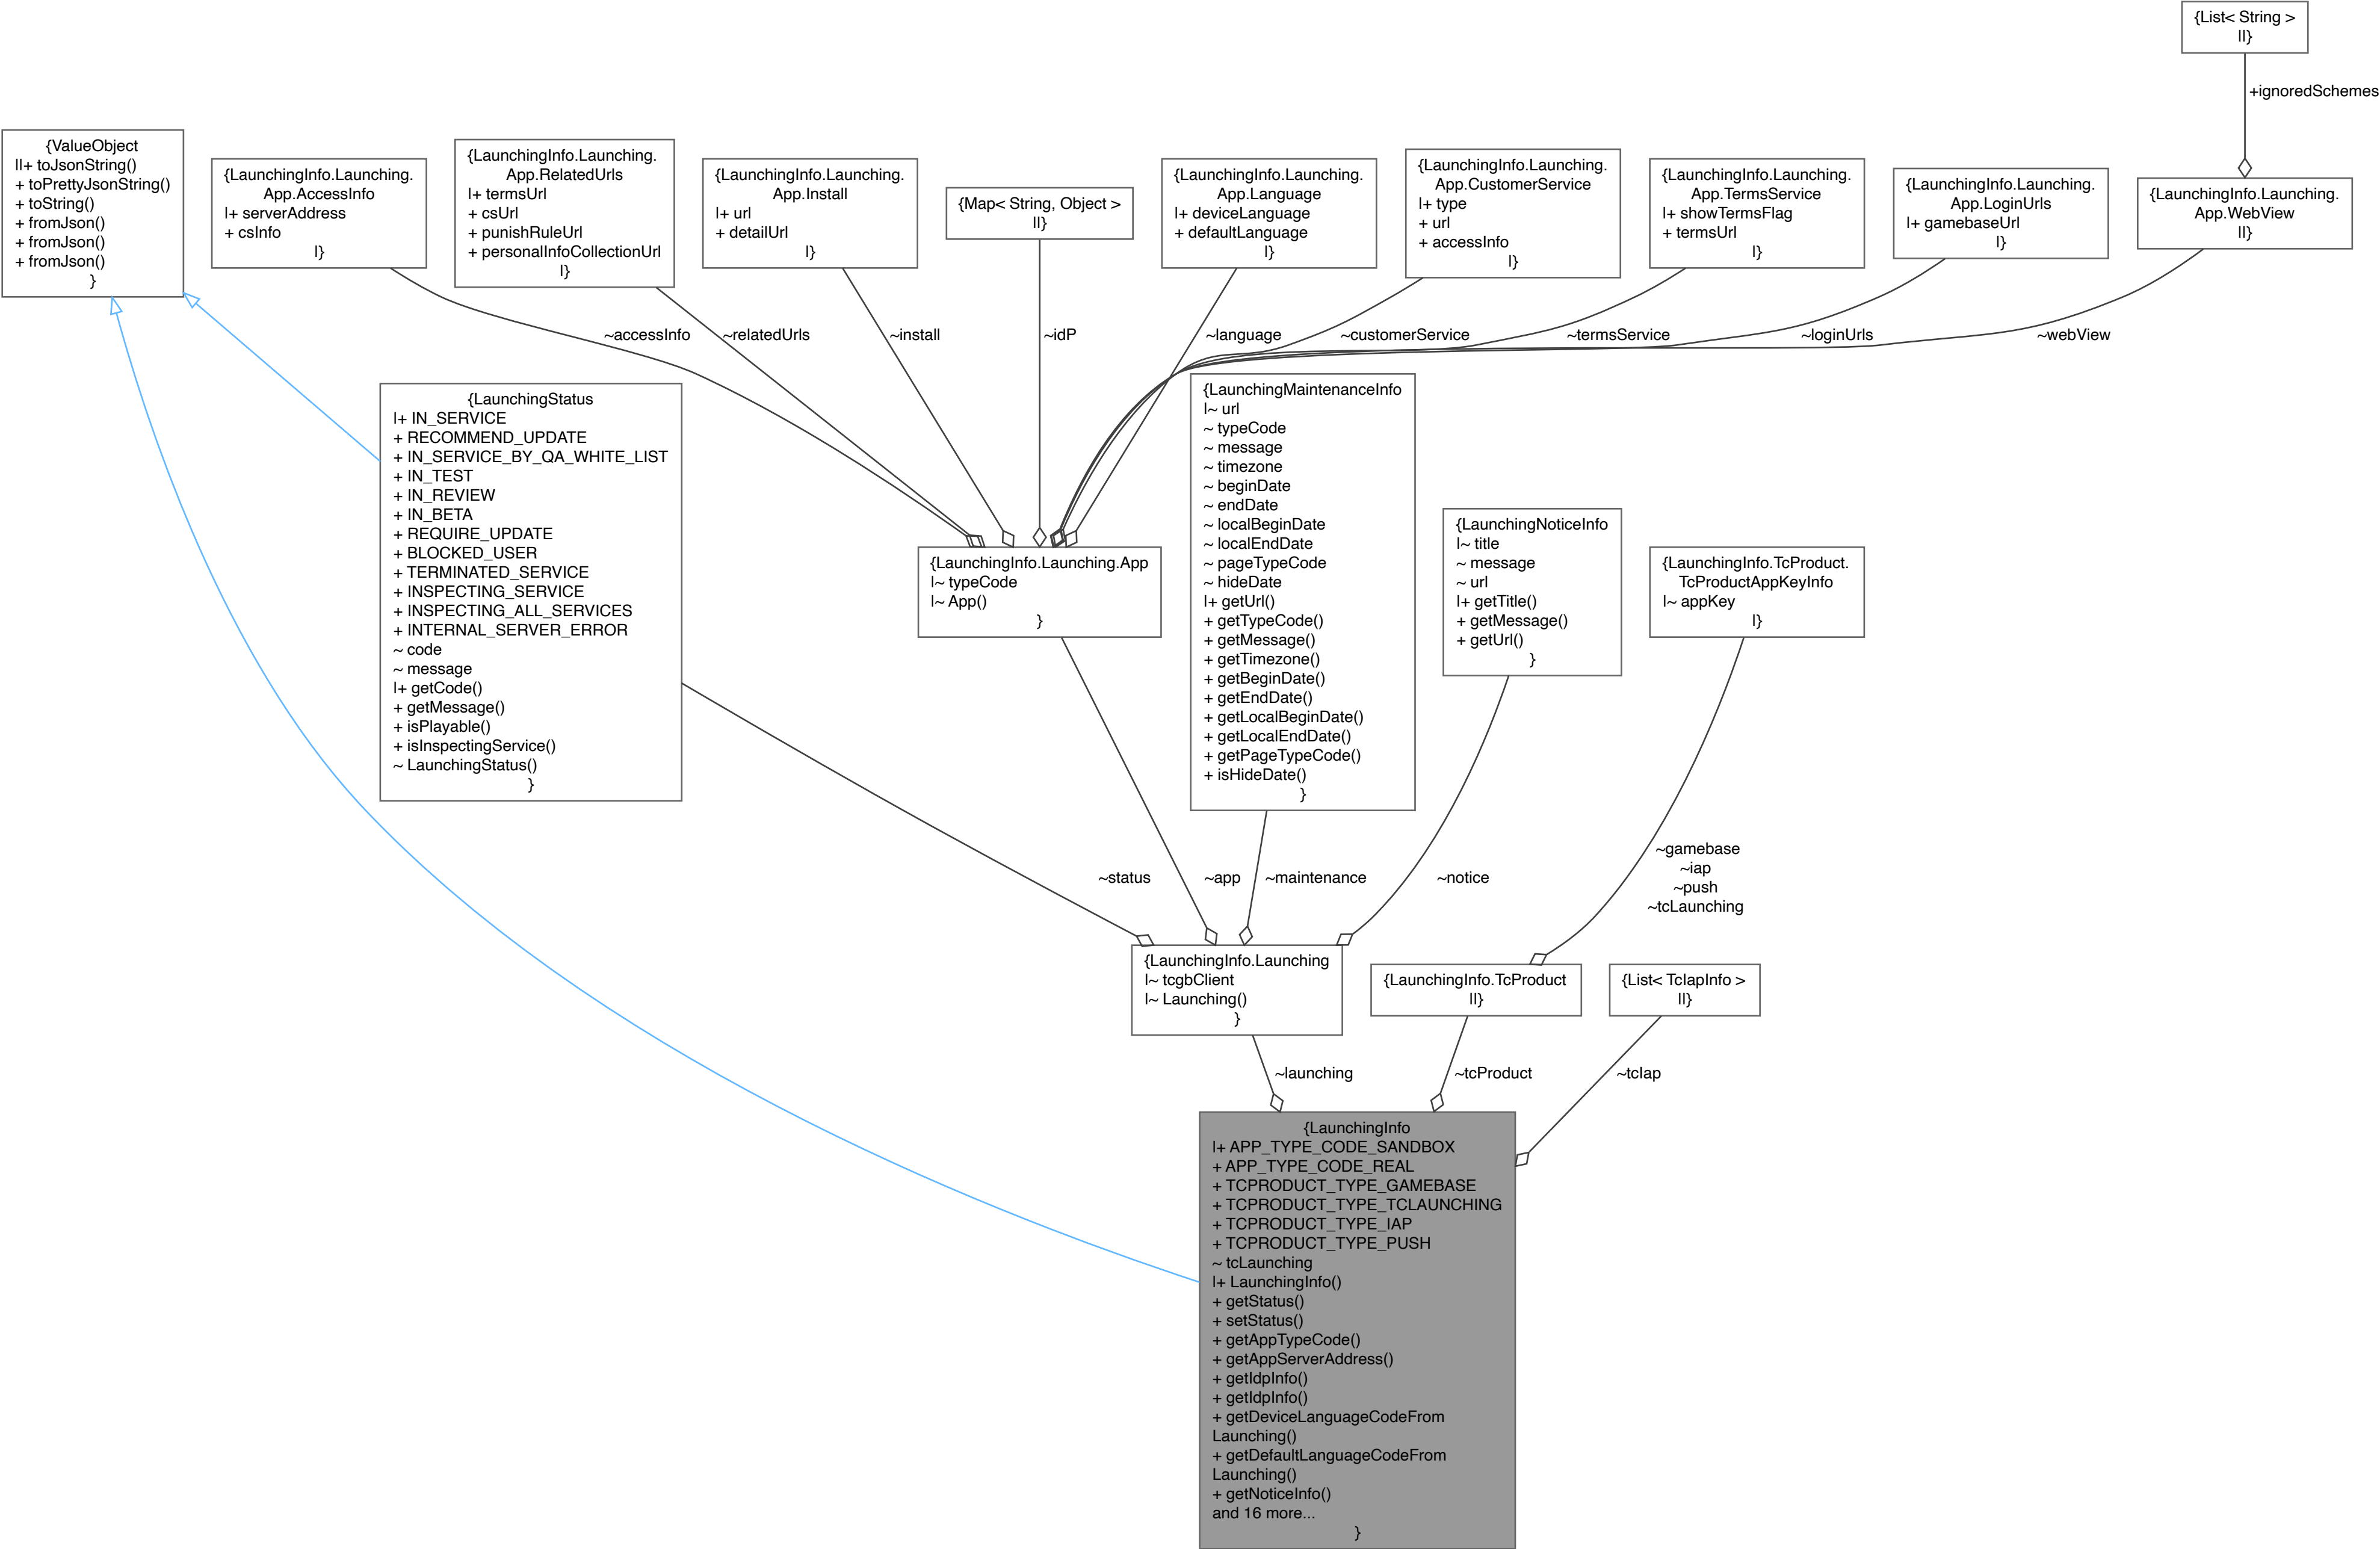 {List< String >
||}
+ignoredSchemes
{ValueObject
||+ toJsonString()
+ toPrettyJsonString()
+ toString()
+ fromJson()
+ fromJson()
+ fromJson()
}
{LaunchingInfo.Launching.
App.AccessInfo
|+ serverAddress
+ csInfo
|}
{LaunchingInfo.Launching.
App.RelatedUrls
|+ termsUrl
+ csUrl
+ punishRuleUrl
+ personalInfoCollectionUrl
|}
{LaunchingInfo.Launching.
App.Install
|+ url
+ detailUrl
|}
{Map< String, Object >
||}
{LaunchingInfo.Launching.
App.Language
|+ deviceLanguage
+ defaultLanguage
|}
{LaunchingInfo.Launching.
App.CustomerService
|+ type
+ url
+ accessInfo
|}
{LaunchingInfo.Launching.
App.TermsService
|+ showTermsFlag
+ termsUrl
|}
{LaunchingInfo.Launching.
App.LoginUrls
|+ gamebaseUrl
|}
{LaunchingInfo.Launching.
App.WebView
||}
~accessInfo
~relatedUrls
~install
~idP
~language
~customerService
~termsService
~loginUrls
~webView
{LaunchingStatus
|+ IN_SERVICE
+ RECOMMEND_UPDATE
+ IN_SERVICE_BY_QA_WHITE_LIST
+ IN_TEST
+ IN_REVIEW
+ IN_BETA
+ REQUIRE_UPDATE
+ BLOCKED_USER
+ TERMINATED_SERVICE
+ INSPECTING_SERVICE
+ INSPECTING_ALL_SERVICES
+ INTERNAL_SERVER_ERROR
~ code
~ message
|+ getCode()
+ getMessage()
+ isPlayable()
+ isInspectingService()
~ LaunchingStatus()
}
{LaunchingInfo.Launching.App
|~ typeCode
|~ App()
}
{LaunchingMaintenanceInfo
|~ url
~ typeCode
~ message
~ timezone
~ beginDate
~ endDate
~ localBeginDate
~ localEndDate
~ pageTypeCode
~ hideDate
|+ getUrl()
+ getTypeCode()
+ getMessage()
+ getTimezone()
+ getBeginDate()
+ getEndDate()
+ getLocalBeginDate()
+ getLocalEndDate()
+ getPageTypeCode()
+ isHideDate()
}
{LaunchingNoticeInfo
|~ title
~ message
~ url
|+ getTitle()
+ getMessage()
+ getUrl()
}
{LaunchingInfo.TcProduct.
TcProductAppKeyInfo
|~ appKey
|}
~status
~app
~maintenance
~notice
~gamebase
~iap
~push
~tcLaunching
{LaunchingInfo.Launching
|~ tcgbClient
|~ Launching()
}
{LaunchingInfo.TcProduct
||}
{List< TcIapInfo >
||}
~launching
~tcProduct
~tcIap
{LaunchingInfo
|+ APP_TYPE_CODE_SANDBOX
+ APP_TYPE_CODE_REAL
+ TCPRODUCT_TYPE_GAMEBASE
+ TCPRODUCT_TYPE_TCLAUNCHING
+ TCPRODUCT_TYPE_IAP
+ TCPRODUCT_TYPE_PUSH
~ tcLaunching
|+ LaunchingInfo()
+ getStatus()
+ setStatus()
+ getAppTypeCode()
+ getAppServerAddress()
+ getIdpInfo()
+ getIdpInfo()
+ getDeviceLanguageCodeFrom
Launching()
+ getDefaultLanguageCodeFrom
Launching()
+ getNoticeInfo()
and 16 more...
}